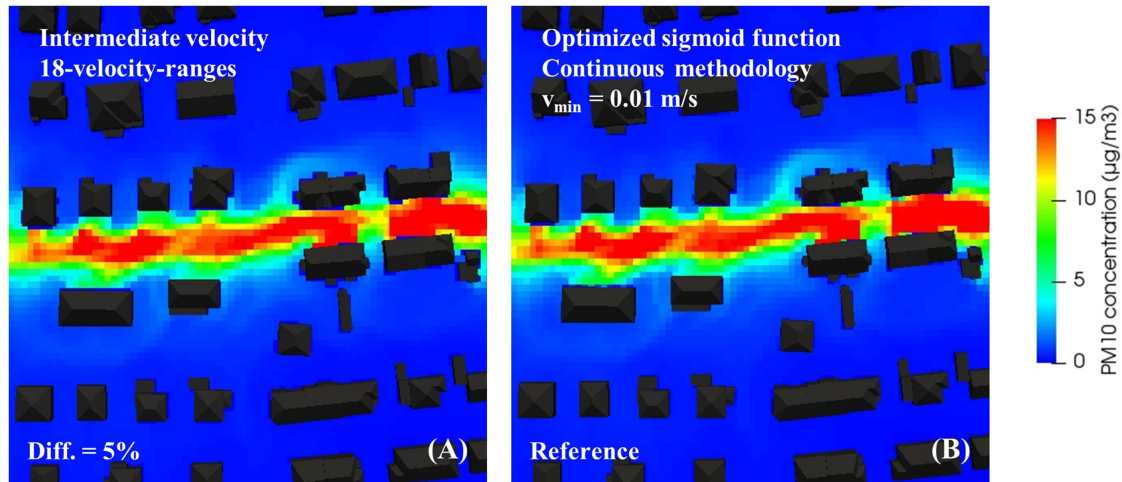 Intermediate velocity
18-velocity-ranges
Diff. = 5%
(A)
Optimized sigmoid function
Continuous methodology
vmin = 0.01 m/s
Reference
(B)
15
10
5
0
PM10 concentration (µg/m3)